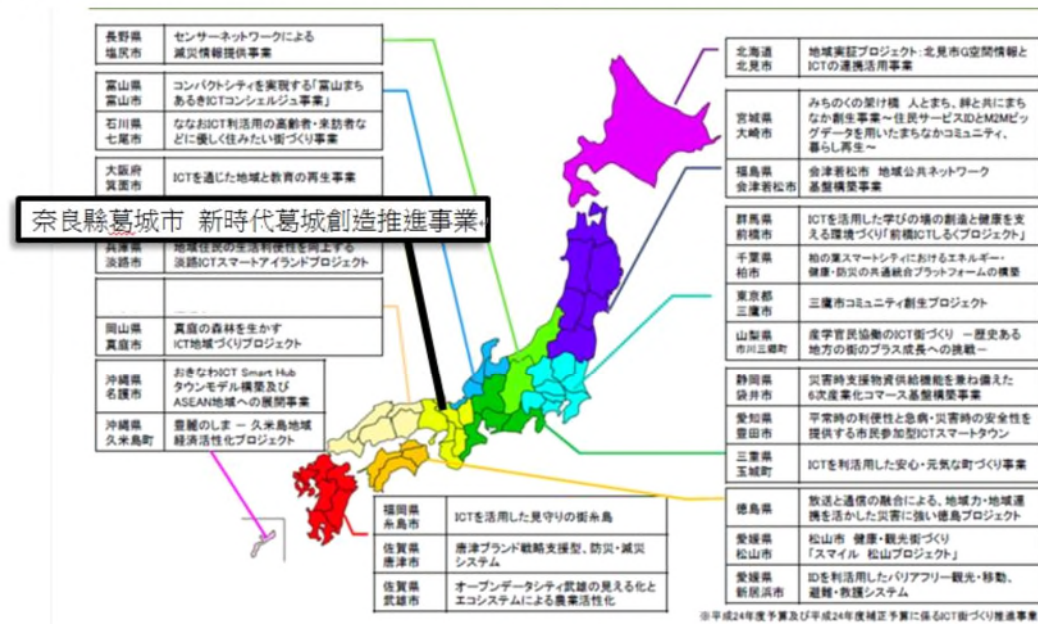 長野県
塩尻市
センサーネットワークによる
減災情報提供事業
富山県
富山市
コンパクトシティを実現する「富山まち
あるきICTコンシェルジュ事業」
石川県
七尾市
ななおICT利活用の高齢者・来訪者な
どに優しく住みたい街づくり事業
大阪府
箕面市
ICTを通じた地域と教育の再生事業
奈良縣葛城市 新時代葛城創造推進事業
兵庫県
淡路市
地域住民の生活利便性を向上する
淡路ICTスマートアイランドプロジェクト
岡山県
真庭市
真庭の森林を生かす
ICT地域づくりプロジェクト
沖縄県
名護市
おきなわICT Smart Hub
タウンモデル構築及び
ASEAN地域への展開事業
沖縄県
久米島町
豊麗のしま － 久米島地域
経済活性化プロジェクト
福岡県
糸島市
ICTを活用した見守りの街糸島
佐賀県
唐津市
唐津ブランド戦略支援型、防災・減災
システム
佐賀県
武雄市
オープンデータシティ武雄の見える化と
エコシステムによる農業活性化
北海道
北見市
地域実証プロジェクト：北見市G空間情報と
ICTの連携活用事業
宮城県
大崎市
みちのくの架け橋 人とまち、絆と共にまち
なか創生事業～住民サービスIDとM2Mビッ
グデータを用いたまちなかコミュニティ、
暮らし再生～
福島県
会津若松市
会津若松市 地域公共ネットワーク
基盤構築事業
群馬県
前橋市
ICTを活用した学びの場の創造と健康を支
える環境づくり「前橋ICTしるくプロジェクト」
千葉県
柏市
柏の葉スマートシティにおけるエネルギー・
健康・防災の共通統合プラットフォームの構築
東京都
三鷹市
三鷹市コミュニティ創生プロジェクト
山梨県
市川三郷町
産学官民協働のICT街づくり －歴史ある
地方の街のプラス成長への挑戦－
静岡県
袋井市
災害時支援物資供給機能を兼ね備えた
6次産業化コマース基盤構築事業
愛知県
豊田市
平常時の利便性と急病・災害時の安全性を
提供する市民参加型ICTスマートタウン
三重県
玉城町
ICTを利活用した安心・元気な町づくり事業
徳島県
放送と通信の融合による、地域力・地域連
携を活かした災害に強い徳島プロジェクト
愛媛県
松山市
松山市 健康・観光街づくり
「スマイル 松山プロジェクト」
愛媛県
新居浜市
IDを利活用したバリアフリー観光・移動、
避難・救護システム
※平成24年度予算及び平成24年度補正予算に係るICT街づくり推進事業